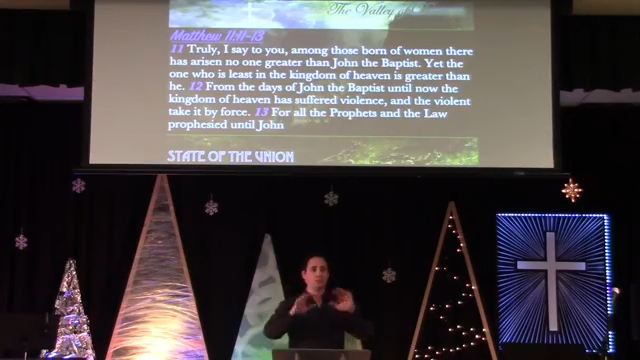 The Valley of
Matthew 11:11-13
11 Truly, I say to you, among those born of women there
has arisen no one greater than John the Baptist. Yet the
one who is least in the kingdom of heaven is greater than
he. 12 From the days of John the Baptist until now the
kingdom of heaven has suffered violence, and the violent
take it by force. 13 For all the Prophets and the Law
prophesied until John
STATE OF THE UNION